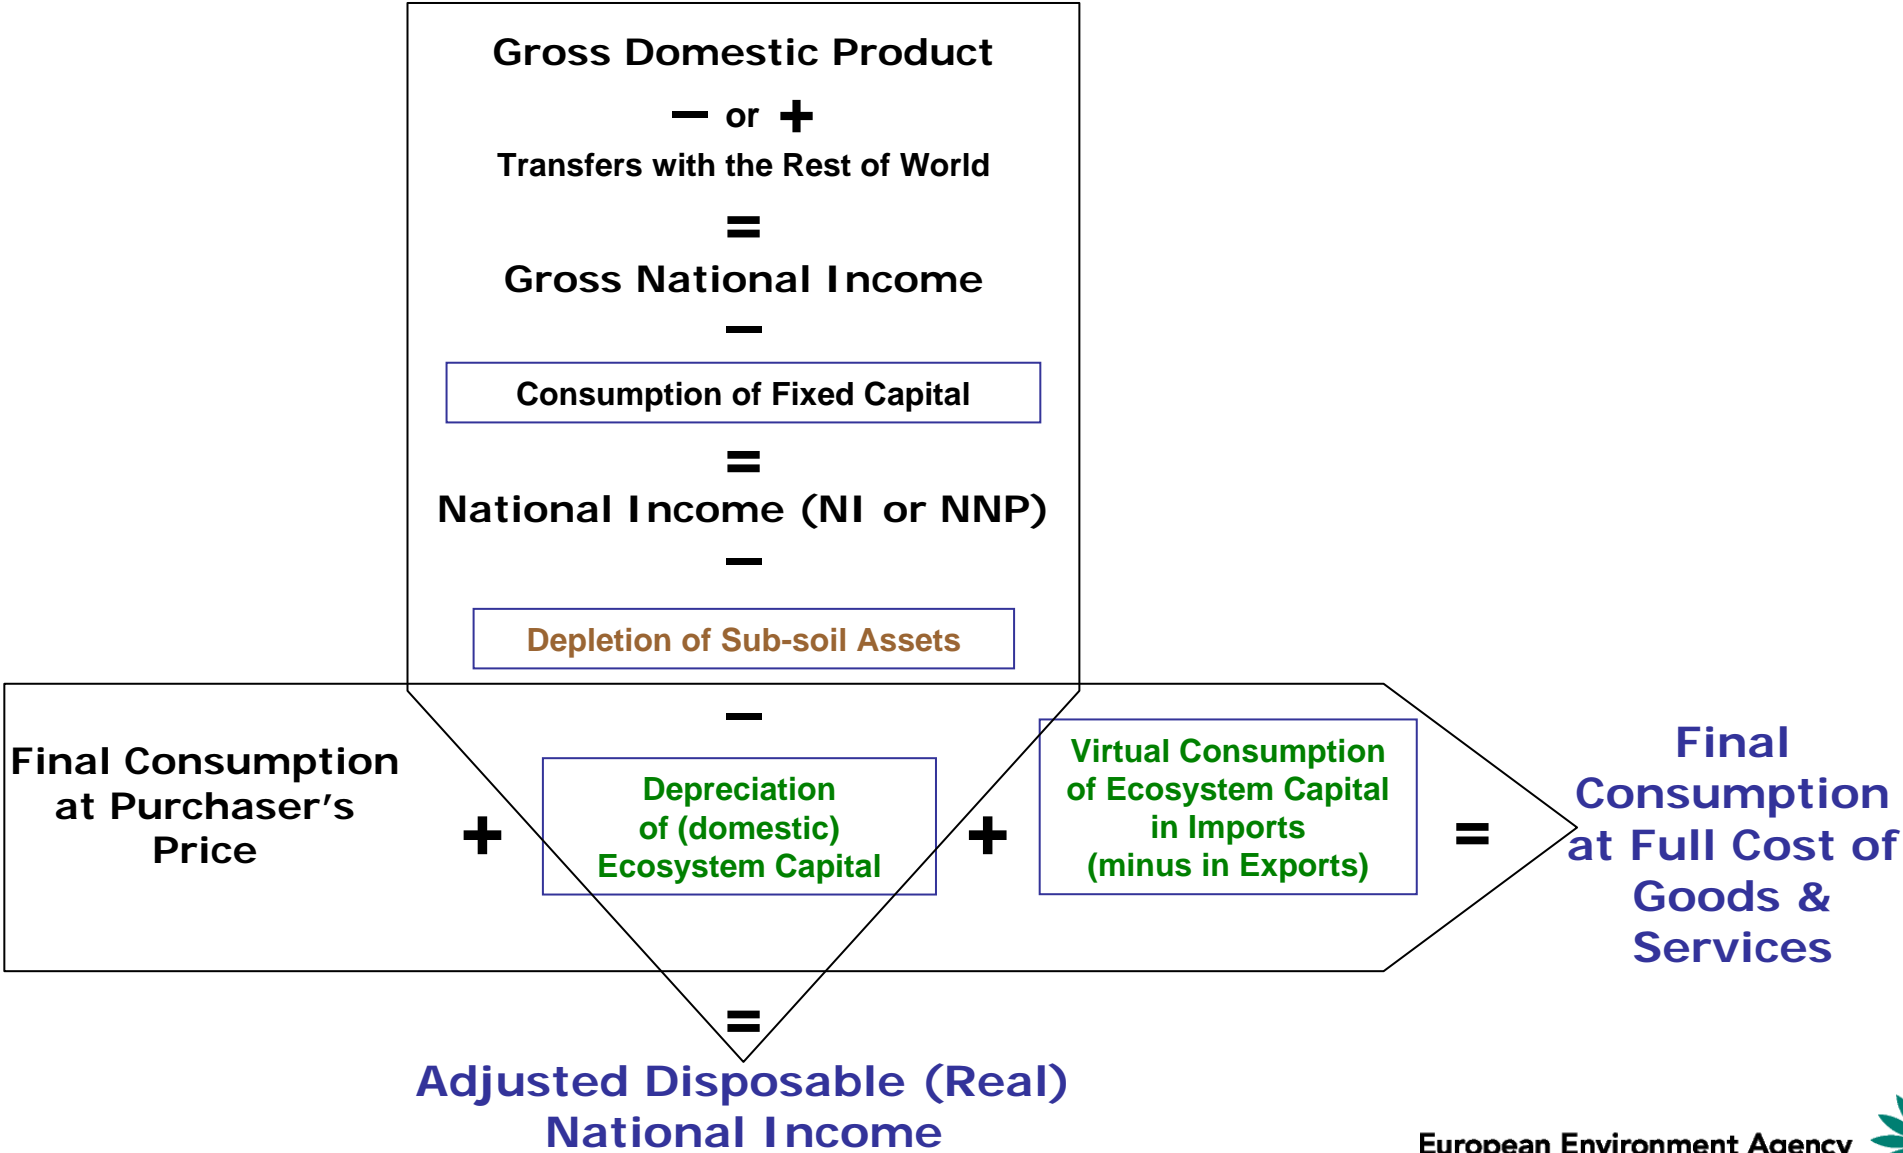 Gross Domestic Product
– or +
Transfers with the Rest of World
=
Gross National Income
–
Consumption of Fixed Capital
=
National Income (NI or NNP)
–
Depletion of Sub-soil Assets
–
Final Consumption
at Purchaser's
Price
+
Depreciation
of (domestic)
Ecosystem Capital
+
Virtual Consumption
of Ecosystem Capital
in Imports
(minus in Exports)
=
Final
Consumption
at Full Cost of
Goods &
Services
=
Adjusted Disposable (Real)
National Income
European Environment Agency